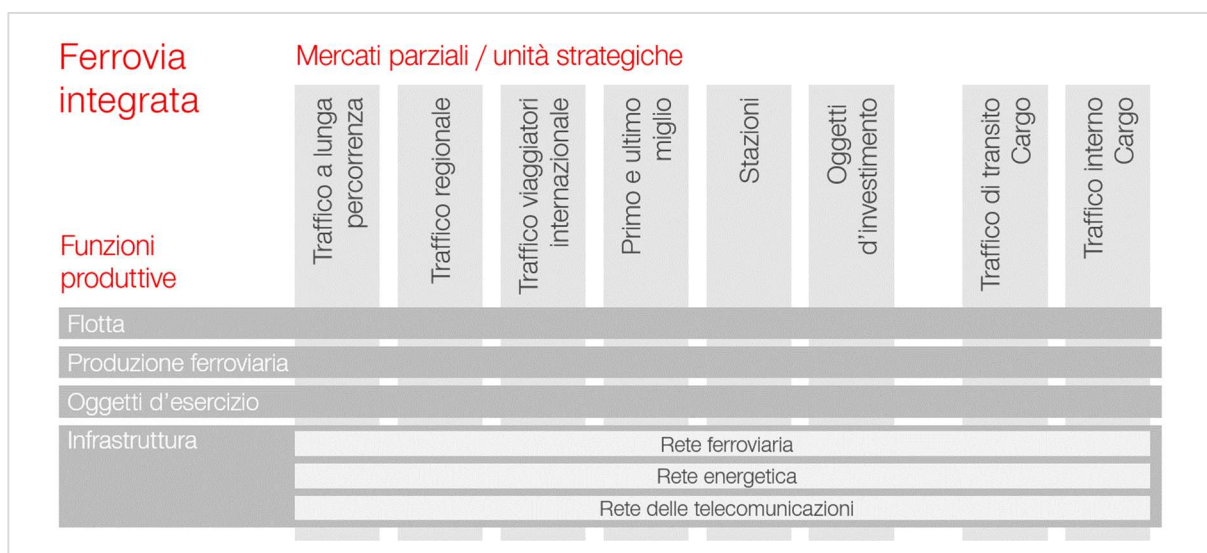 Ferrovia
integrata
Mercati parziali / unità strategiche
Traffico a lunga
percorrenza
Traffico regionale
Traffico viaggiatori
internazionale
Primo e ultimo
miglio
Stazioni
Oggetti
d’investimento
Traffico di transito
Cargo
Traffico interno
Cargo
Funzioni
produttive
Flotta
Produzione ferroviaria
Oggetti d’esercizio
Infrastruttura
Rete ferroviaria
Rete energetica
Rete delle telecomunicazioni